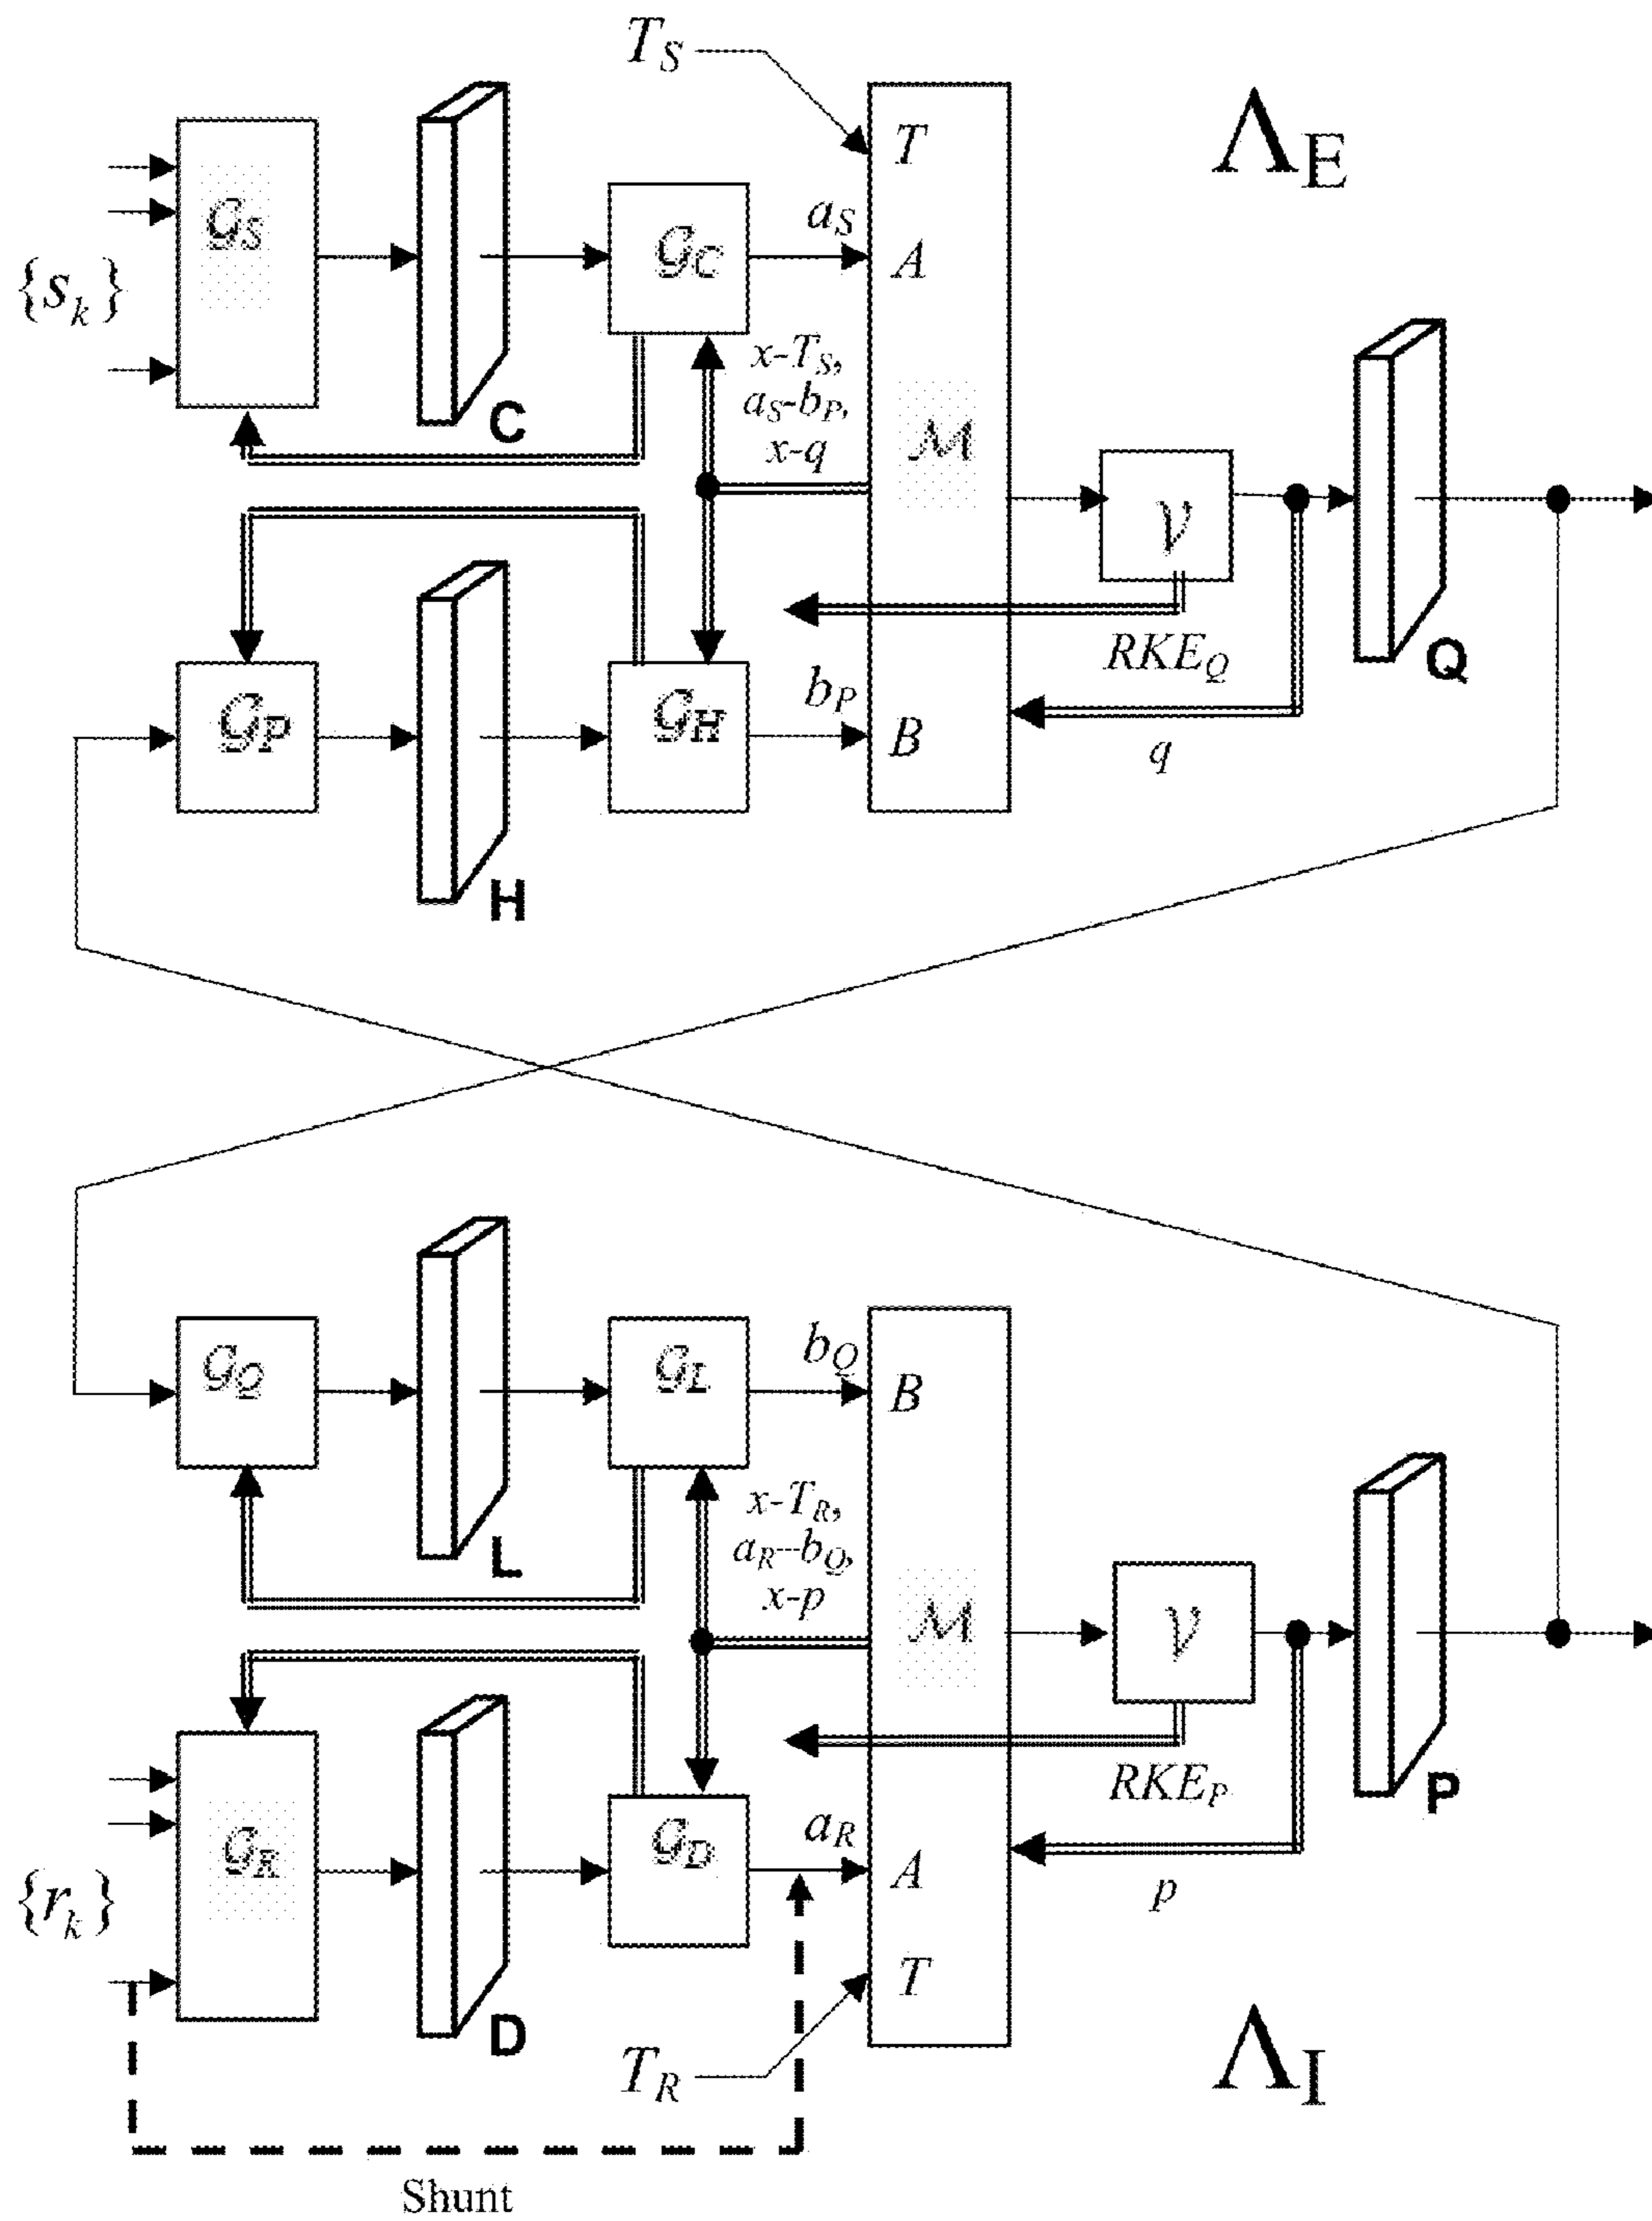 T_S
Λ_E
T
G_S
a_S
G_C
A
{s_k}
x-T_S,
a_S-b_P,
x-q
C
M
V
RKE_Q
Q
b_P
G_P
G_H
B
q
H
b_Q
G_Q
G_L
B
x-T_R,
a_R--b_Q,
x-p
L
M
V
RKE_P
P
a_R
G_R
G_D
A
p
{r_k}
T
D
T_R
Λ_I
Shunt